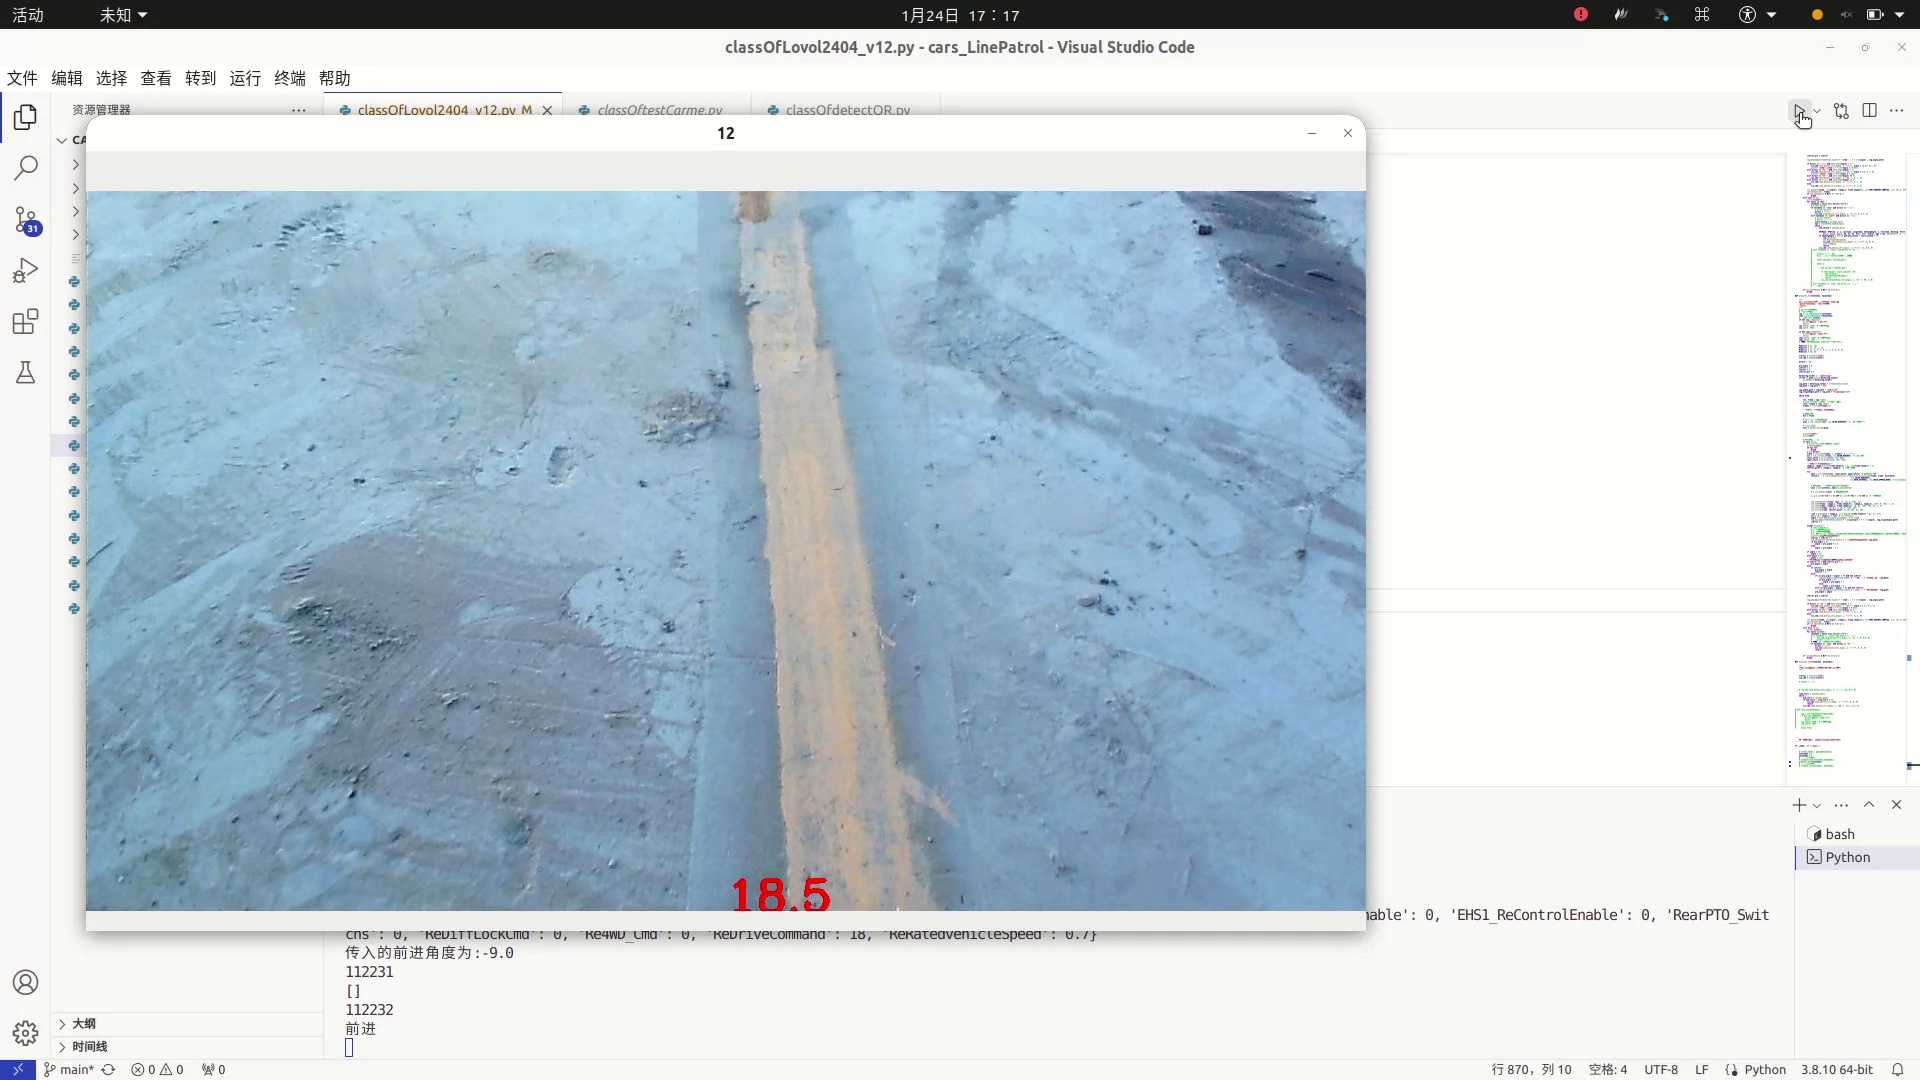 活动
未知
1月24日 17：17
classOfLovol2404_v12.py - cars_LinePatrol - Visual Studio Code
文件 编辑 选择 查看 转到 运行 终端 帮助
资源管理器
classOfLovol2404_v12.py M
classOftestCarme.py
classOfdetectQR.py
CA
12
31
18.5
bash
Python
nable': 0, 'EHS1_ReControlEnable': 0, 'RearPTO_Swit
chs': 0, 'ReDiffLockCmd': 0, 'Re4WD_Cmd': 0, 'ReDriveCommand': 18, 'ReRatedVehicleSpeed': 0.7}
传入的前进角度为:-9.0
112231
[]
112232
前进
大纲
时间线
main* 0 0 0
行 870，列 10 空格: 4 UTF-8 LF Python 3.8.10 64-bit